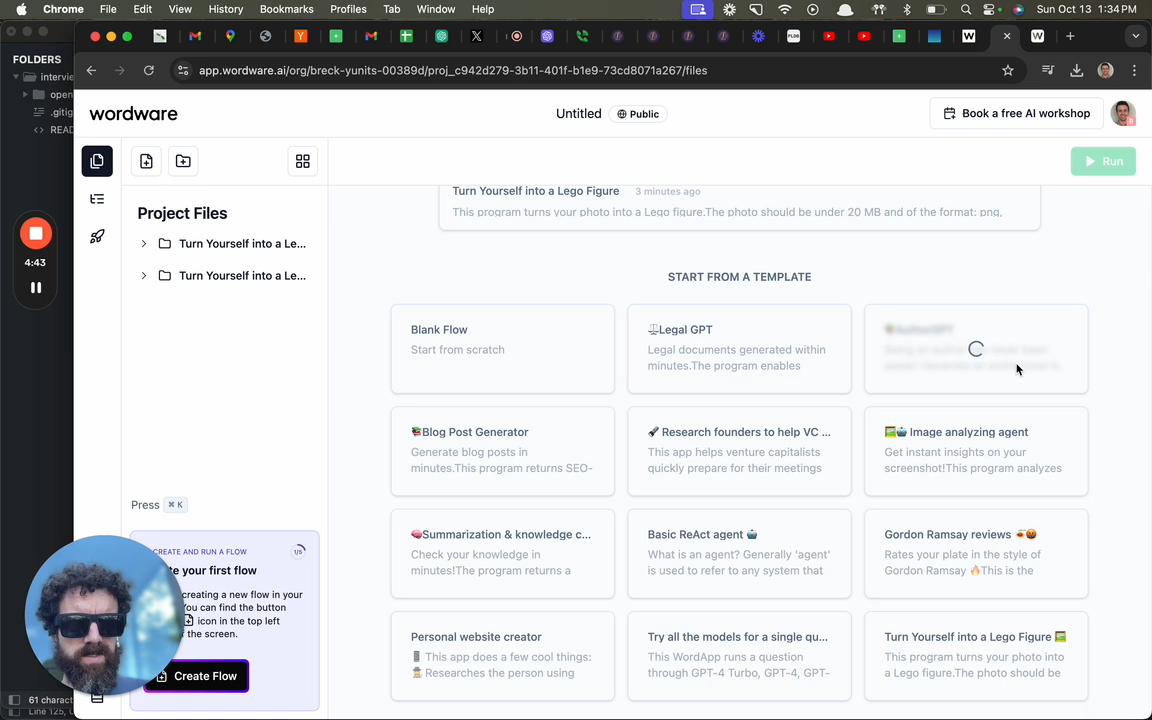 Chrome File Edit View History Bookmarks Profiles Tab Window Help Sun Oct 13 1:34PM
FOLDERS
interviev
open
.gitig
READ
app.wordware.ai/org/breck-yunits-00389d/proj_c942d279-3b11-401f-b1e9-73cd8071a267/files
wordware
Untitled
Public
Book a free AI workshop
Run
Project Files
Turn Yourself into a Le...
Turn Yourself into a Le...
Turn Yourself into a Lego Figure 3 minutes ago
This program turns your photo into a Lego figure.The photo should be under 20 MB and of the format: png,
START FROM A TEMPLATE
Blank Flow
Start from scratch
Legal GPT
Legal documents generated within
minutes.The program enables
Blog Post Generator
Generate blog posts in
minutes.This program returns SEO-
🚀 Research founders to help VC ...
This app helps venture capitalists
quickly prepare for their meetings
🖼️🤖 Image analyzing agent
Get instant insights on your
screenshot!This program analyzes
🧠Summarization & knowledge c...
Check your knowledge in
minutes!The program returns a
Basic ReAct agent 🤖
What is an agent? Generally 'agent'
is used to refer to any system that
Gordon Ramsay reviews 🍝🤬
Rates your plate in the style of
Gordon Ramsay 🔥This is the
Personal website creator
This app does a few cool things:
Researches the person using
Try all the models for a single qu...
This WordApp runs a question
through GPT-4 Turbo, GPT-4, GPT-
Turn Yourself into a Lego Figure 🖼️
This program turns your photo into
a Lego figure.The photo should be
4:43
Press ⌘ K
CREATE AND RUN A FLOW 1/5
te your first flow
creating a new flow in your
You can find the button
icon in the top left
f the screen.
Create Flow
61 charact
Line 125,